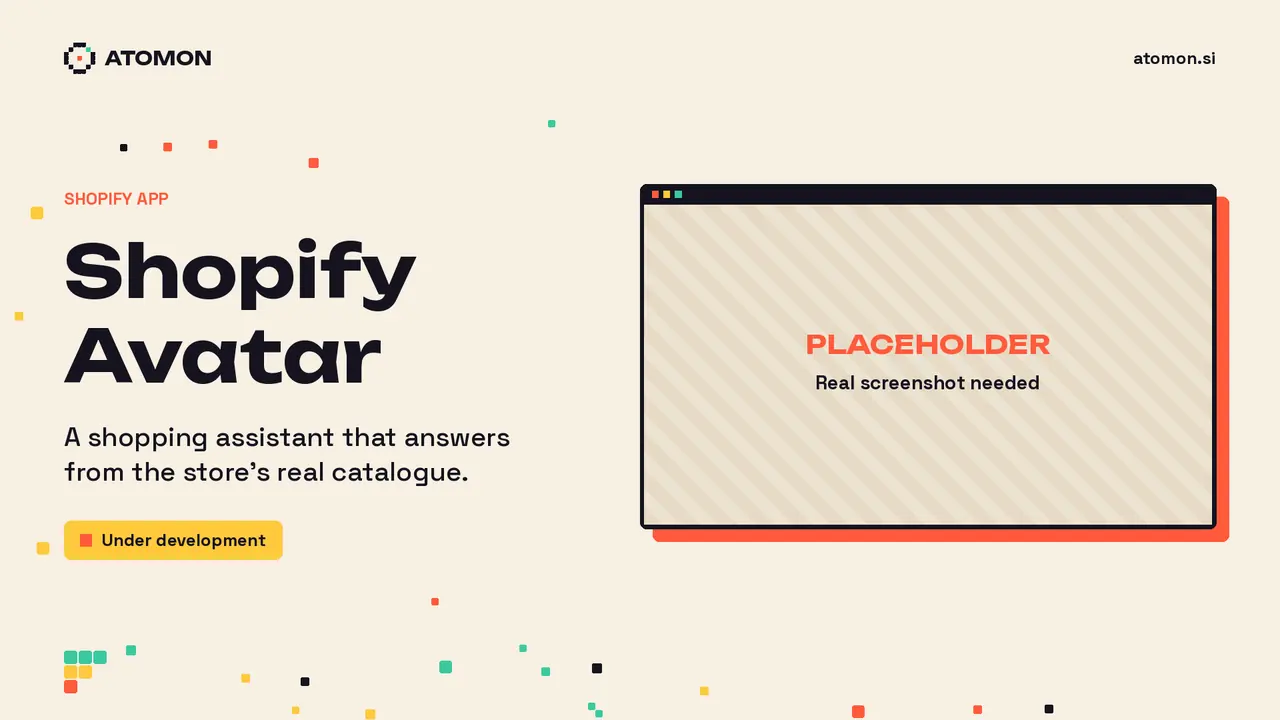 ATOMON
atomon.si
SHOPIFY APP
Shopify
Avatar
A shopping assistant that answers
from the store’s real catalogue.
Under development
PLACEHOLDER
Real screenshot needed